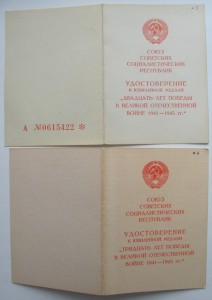 СОЮЗ
СОВЕТСКИХ
СОЦИАЛИСТИЧЕСКИХ
РЕСПУБЛИК
УДОСТОВЕРЕНИЕ
К ЮБИЛЕЙНОЙ МЕДАЛИ
„ДВАДЦАТЬ ЛЕТ ПОБЕДЫ
В ВЕЛИКОЙ ОТЕЧЕСТВЕННОЙ
ВОЙНЕ 1941—1945 гг.“
А №0615422 *
СОЮЗ
СОВЕТСКИХ
СОЦИАЛИСТИЧЕСКИХ
РЕСПУБЛИК
УДОСТОВЕРЕНИЕ
К ЮБИЛЕЙНОЙ МЕДАЛИ
„ТРИДЦАТЬ ЛЕТ ПОБЕДЫ
В ВЕЛИКОЙ ОТЕЧЕСТВЕННОЙ
ВОЙНЕ 1941—1945 гг.“